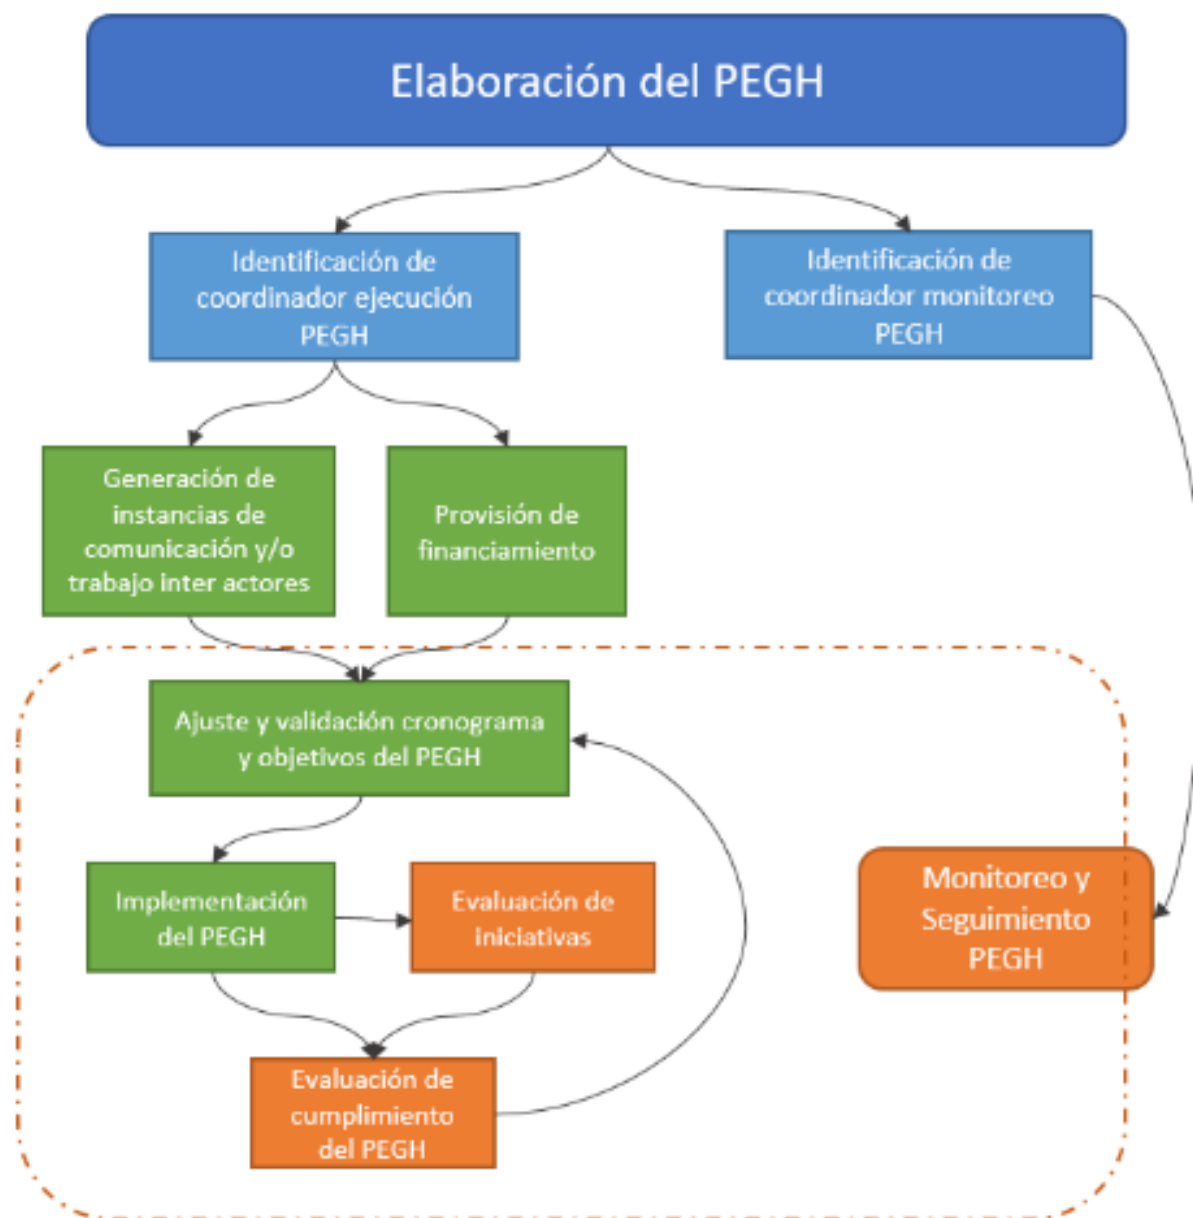 Elaboración del PEGH
Identificación de
coordinador ejecución
PEGH
Identificación de
coordinador monitoreo
PEGH
Generación de
instancias de
comunicación y/o
trabajo inter actores
Provisión de
financiamiento
Ajuste y validación cronograma
y objetivos del PEGH
Implementación
del PEGH
Evaluación de
iniciativas
Monitoreo y
Seguimiento
PEGH
Evaluación de
cumplimiento
del PEGH